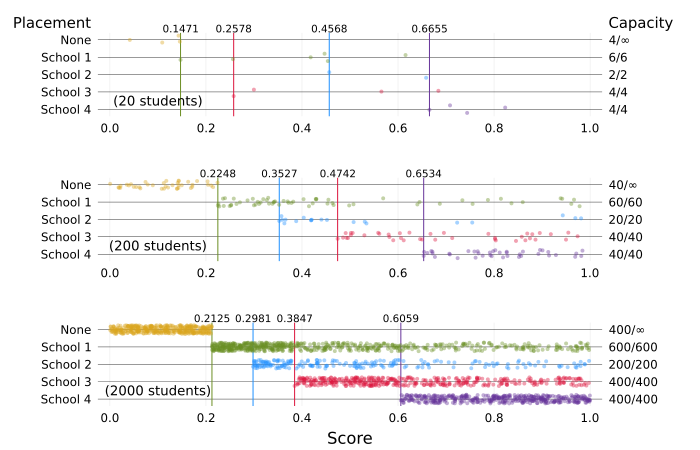 Placement Capacity
0.1471 0.2578 0.4568 0.6655
None 4/∞
School 1 6/6
School 2 2/2
School 3 4/4
(20 students)
School 4 4/4
0.0 0.2 0.4 0.6 0.8 1.0
0.2248 0.3527 0.4742 0.6534
None 40/∞
School 1 60/60
School 2 20/20
School 3 40/40
(200 students)
School 4 40/40
0.0 0.2 0.4 0.6 0.8 1.0
0.2125 0.2981 0.3847 0.6059
None 400/∞
School 1 600/600
School 2 200/200
School 3 400/400
(2000 students)
School 4 400/400
0.0 0.2 0.4 0.6 0.8 1.0
Score